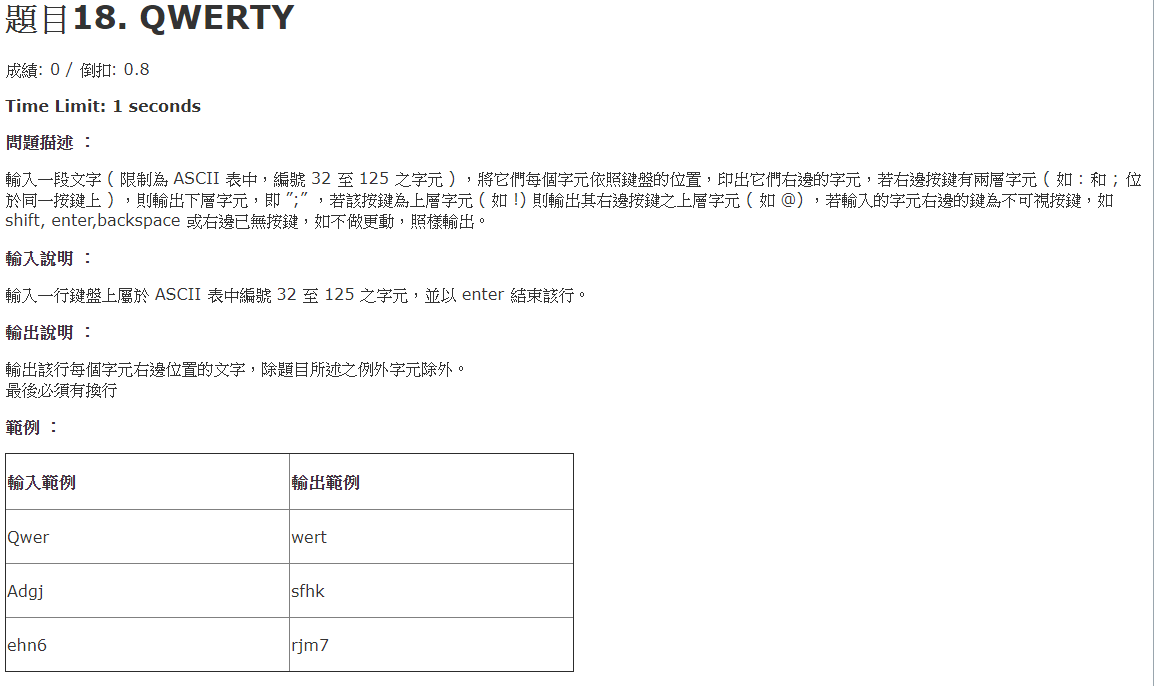 題目18. QWERTY
成績: 0 / 倒扣: 0.8
Time Limit: 1 seconds
問題描述 ：
輸入一段文字 ( 限制為 ASCII 表中，編號 32 至 125 之字元 ) ，將它們每個字元依照鍵盤的位置，印出它們右邊的字元，若右邊按鍵有兩層字元 ( 如 : 和 ; 位
於同一按鍵上 ) ，則輸出下層字元，即 ”;” ，若該按鍵為上層字元 ( 如 !) 則輸出其右邊按鍵之上層字元 ( 如 @) ，若輸入的字元右邊的鍵為不可視按鍵，如
shift, enter,backspace 或右邊已無按鍵，如不做更動，照樣輸出。
輸入說明 ：
輸入一行鍵盤上屬於 ASCII 表中編號 32 至 125 之字元，並以 enter 結束該行。
輸出說明 ：
輸出該行每個字元右邊位置的文字，除題目所述之例外字元除外。
最後必須有換行
範例 ：
輸入範例 輸出範例
Qwer wert
Adgj sfhk
ehn6 rjm7